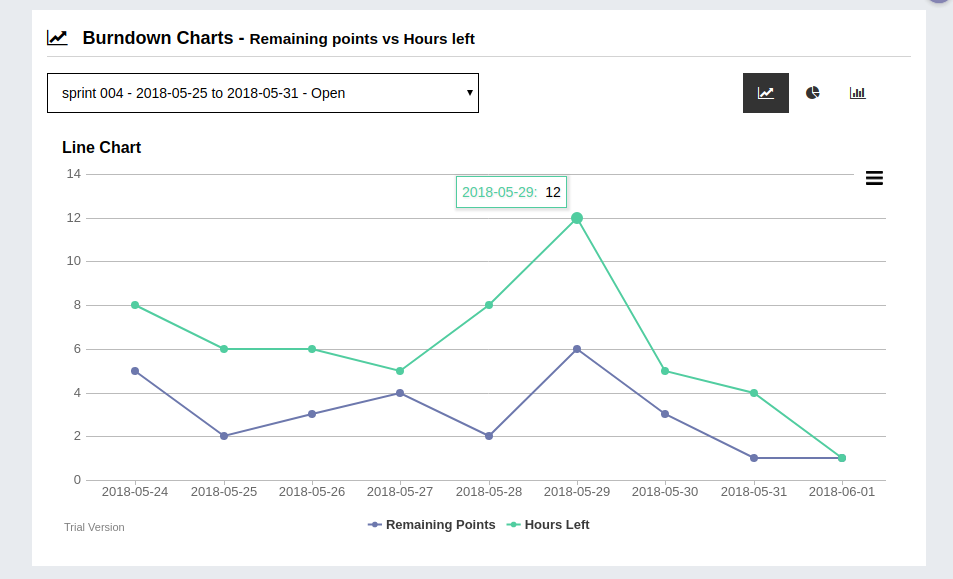 Burndown Charts - Remaining points vs Hours left
sprint 004 - 2018-05-25 to 2018-05-31 - Open
Line Chart
14
2018-05-29: 12
12
10
8
6
4
2
0
2018-05-24 2018-05-25 2018-05-26 2018-05-27 2018-05-28 2018-05-29 2018-05-30 2018-05-31 2018-06-01
Remaining Points Hours Left
Trial Version